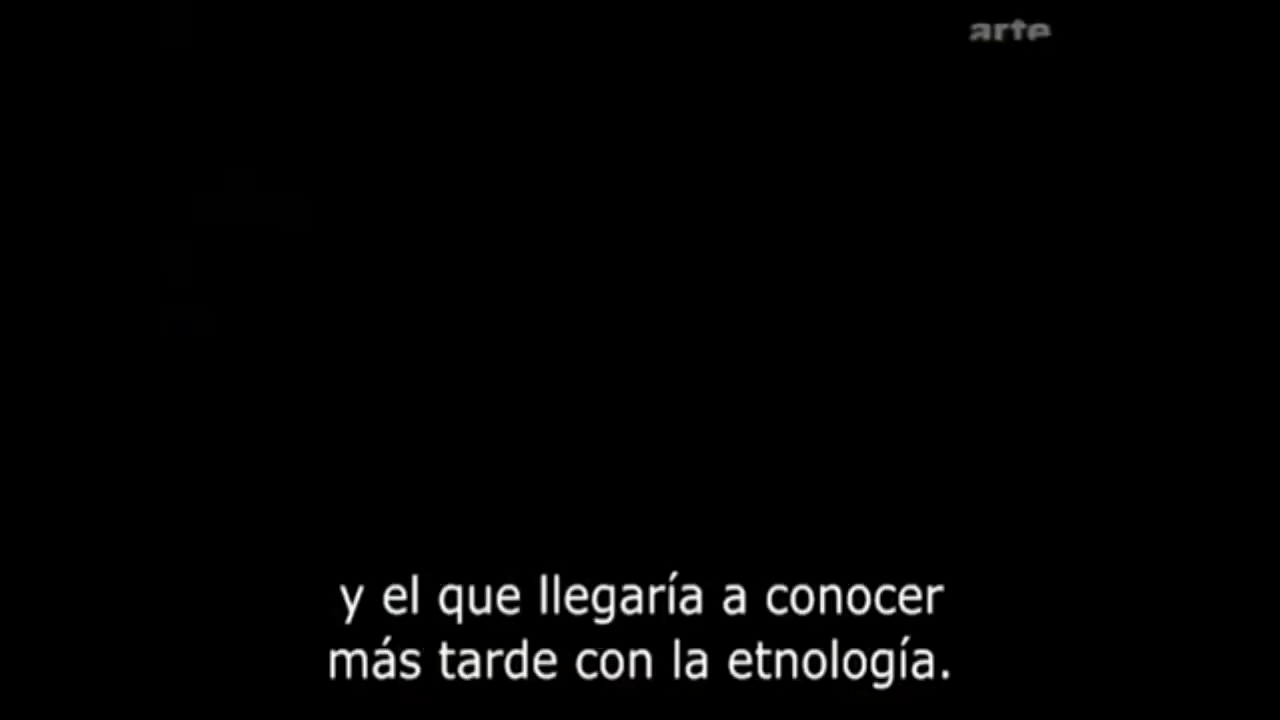 arte
y el que llegaría a conocer
más tarde con la etnología.